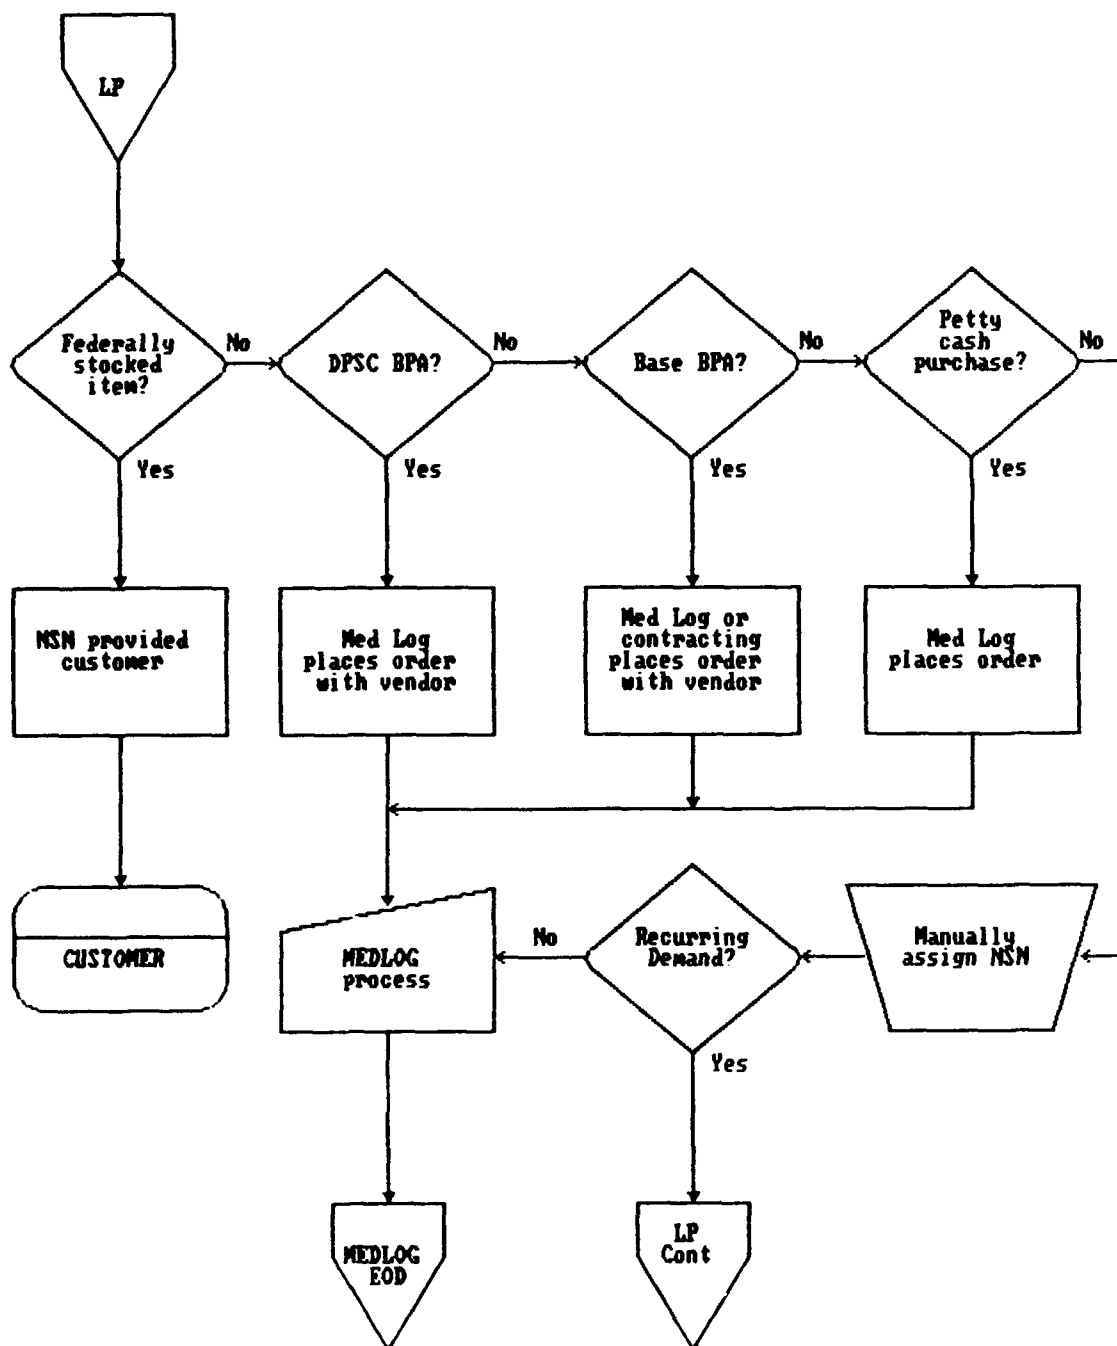 LP
Federally
stocked
item?
No
DPSC BPA?
No
Base BPA?
No
Petty
cash
purchase?
No
Yes
Yes
Yes
Yes
NSN provided
customer
Med Log
places order
with vendor
Med Log or
contracting
places order
with vendor
Med Log
places order
CUSTOMER
MEDLOG
process
No
Recurring
Demand?
Manually
assign NSN
Yes
MEDLOG
EOD
LP
Cont